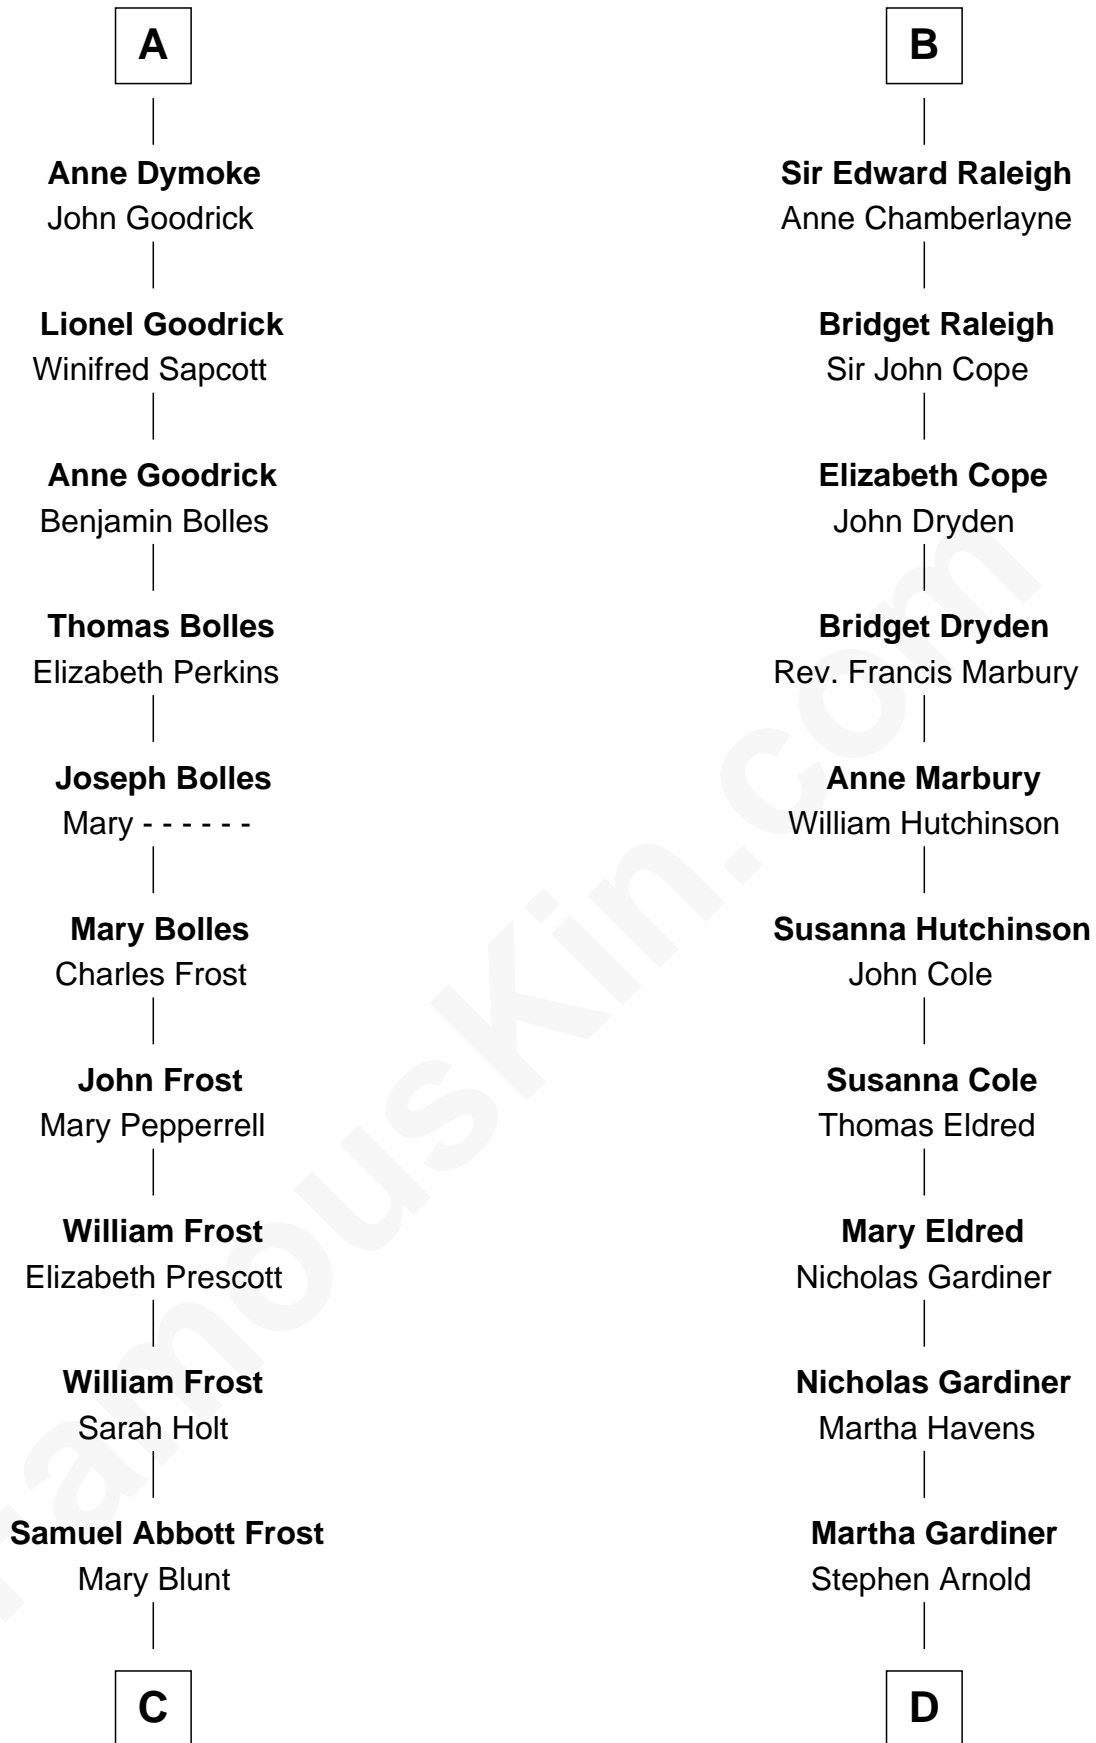 A
Anne Dymoke
John Goodrick
Lionel Goodrick
Winifred Sapcott
Anne Goodrick
Benjamin Bolles
Thomas Bolles
Elizabeth Perkins
Joseph Bolles
Mary - - - - - -
Mary Bolles
Charles Frost
John Frost
Mary Pepperrell
William Frost
Elizabeth Prescott
William Frost
Sarah Holt
Samuel Abbott Frost
Mary Blunt
C
B
Sir Edward Raleigh
Anne Chamberlayne
Bridget Raleigh
Sir John Cope
Elizabeth Cope
John Dryden
Bridget Dryden
Rev. Francis Marbury
Anne Marbury
William Hutchinson
Susanna Hutchinson
John Cole
Susanna Cole
Thomas Eldred
Mary Eldred
Nicholas Gardiner
Nicholas Gardiner
Martha Havens
Martha Gardiner
Stephen Arnold
D
FamousKin.com